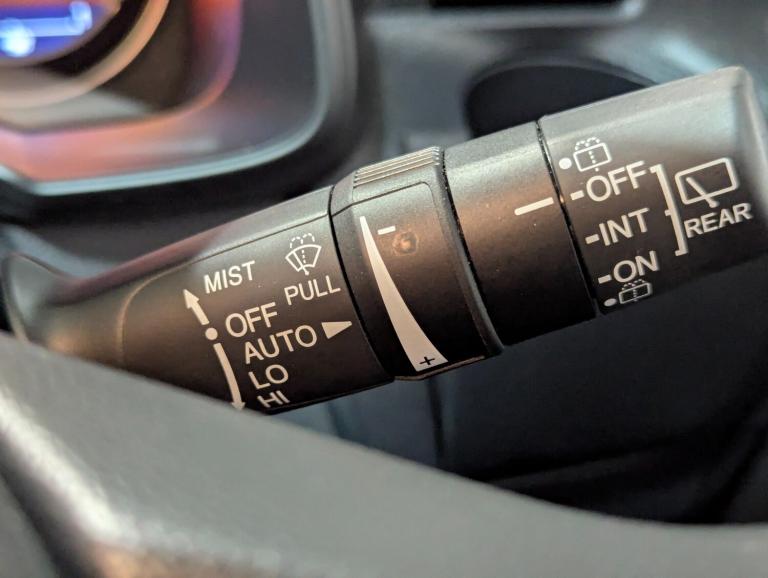 MIST
PULL
OFF
AUTO
LO
HI
-
+
-OFF
-INT
-ON
REAR